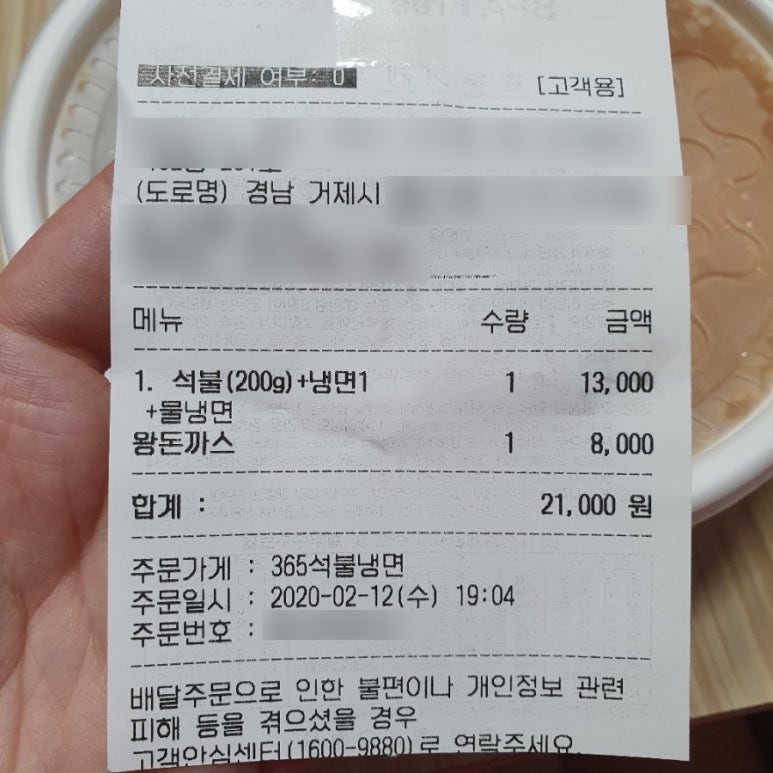 사전결제 여부: 0
[고객용]
(도로명) 경남 거제시
메뉴 수량 금액
1. 석불(200g)+냉면1 1 13,000
+물냉면
왕돈까스 1 8,000
합계 : 21,000 원
주문가게 : 365석불냉면
주문일시 : 2020-02-12(수) 19:04
주문번호 :
배달주문으로 인한 불편이나 개인정보 관련
피해 등을 겪으셨을 경우
고객안심센터(1600-9880)로 연락주세요.